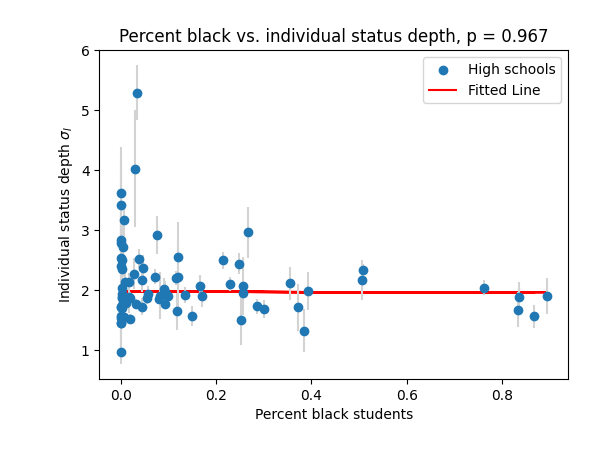 Percent black vs. individual status depth, p = 0.967
High schools
Fitted Line
Individual status depth σ_I
6
5
4
3
2
1
0.0 0.2 0.4 0.6 0.8
Percent black students